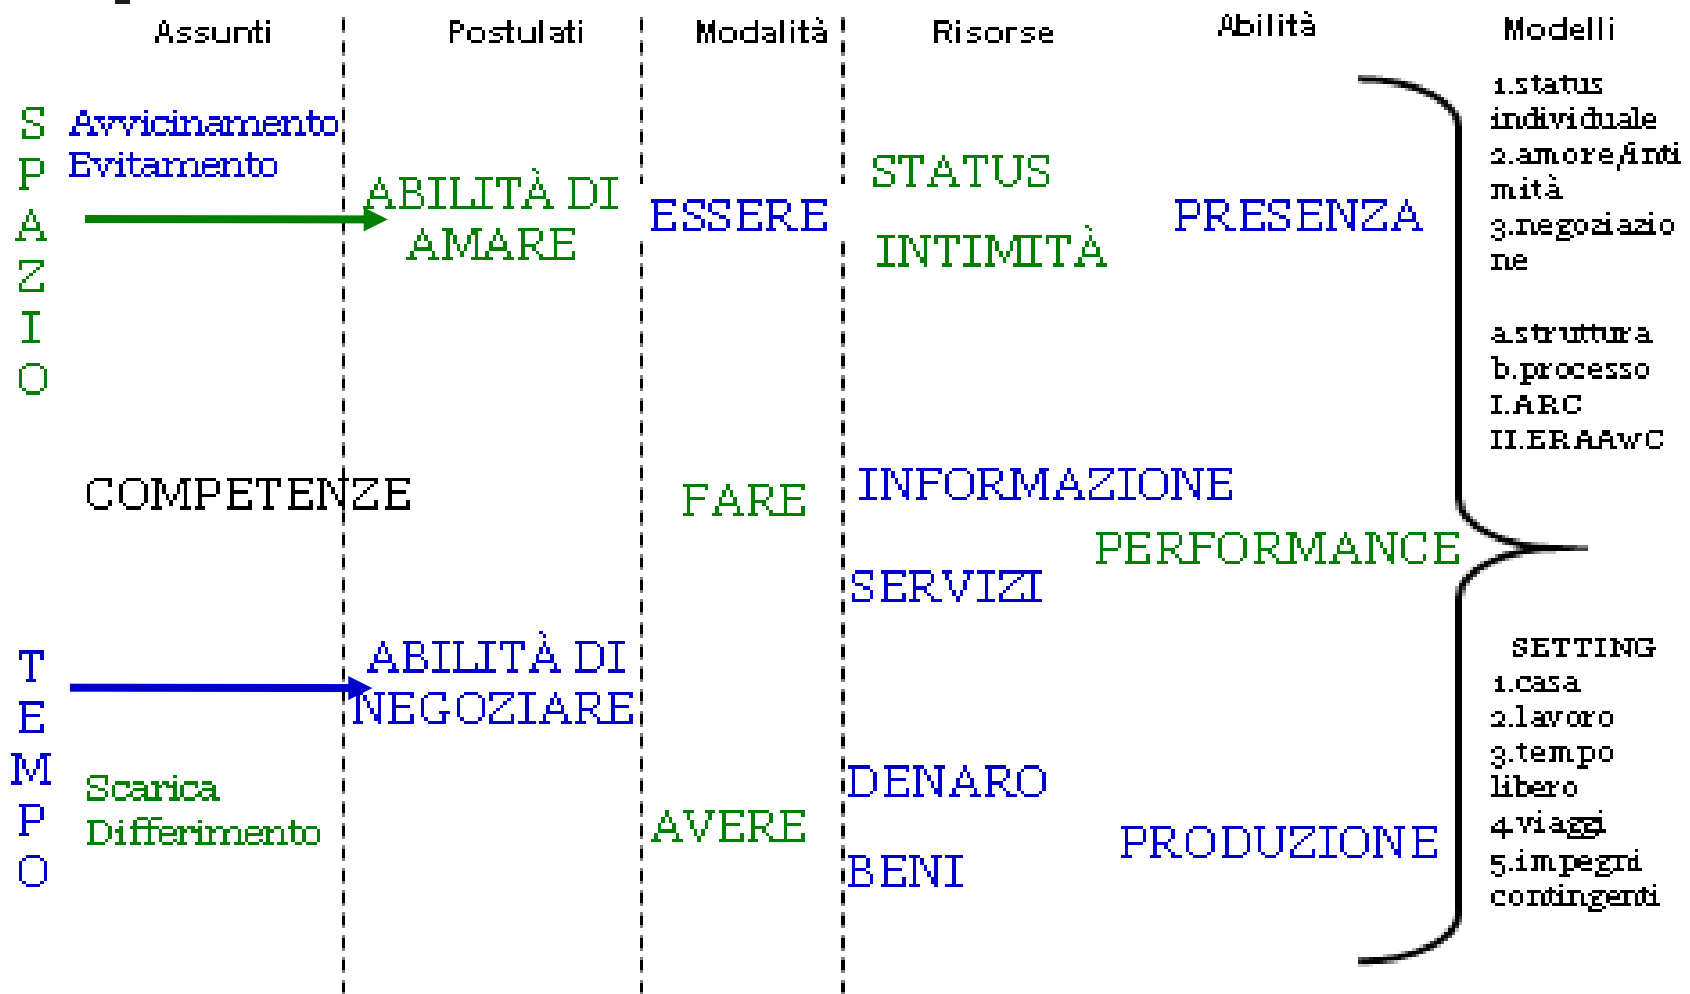 Assunti
Postulati
Modalità
Risorse
Abilità
Modelli
SPAZIO
Avvicinamento
Evitamento
ABILITÀ DI
AMARE
ESSERE
STATUS
INTIMITÀ
PRESENZA
1.status
individuale
2.amore/inti
mità
3.negoziazio
ne
a.struttura
b.processo
I.ARC
II.ERAAwC
COMPETENZE
FARE
INFORMAZIONE
SERVIZI
PERFORMANCE
TEMPO
ABILITÀ DI
NEGOZIARE
Scarica
Differimento
AVERE
DENARO
BENI
PRODUZIONE
SETTING
1.casa
2.lavoro
3.tempo
libero
4.viaggi
5.impegni
contingenti